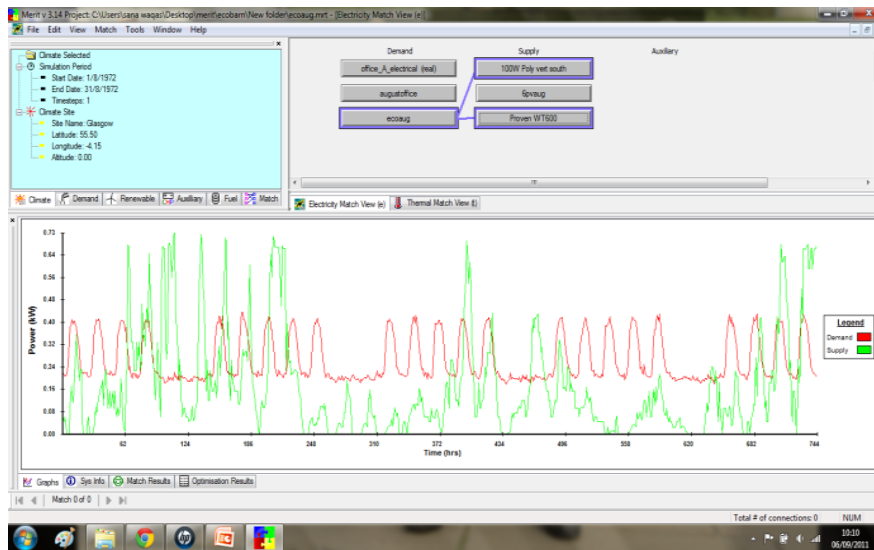 Merit v 3.14 Project: C:\Users\sana waqas\Desktop\merit\ecobarn\New folder\ecoaug.mrt - [Electricity Match View (e)]
File Edit View Match Tools Window Help
Climate Selected
Simulation Period
Start Date: 1/8/1972
End Date: 31/8/1972
Timesteps: 1
Climate Site
Site Name: Glasgow
Latitude: 55.50
Longitude: -4.15
Altitude: 0.00
Climate Demand Renewable Auxiliary Fuel Match
Demand Supply Auxiliary
office_A_electrical (real) 100W Poly vert south
augustoffice 6pvaug
ecoaug Proven WT600
Electricity Match View (e) Thermal Match View (t)
Power (kW)
0.73
0.64
0.56
0.48
0.40
0.32
0.24
0.16
0.08
0.00
62 124 186 248 310 372 434 496 558 620 682 744
Time (hrs)
Legend
Demand
Supply
Graphs Sys Info Match Results Optimisation Results
Match 0 of 0
Total # of connections: 0 NUM
hp
10:10
06/09/2011